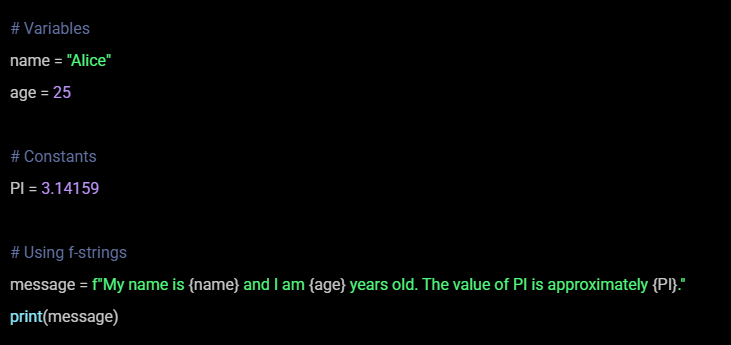 # Variables
name = "Alice"
age = 25
# Constants
PI = 3.14159
# Using f-strings
message = f"My name is {name} and I am {age} years old. The value of PI is approximately {PI}."
print(message)